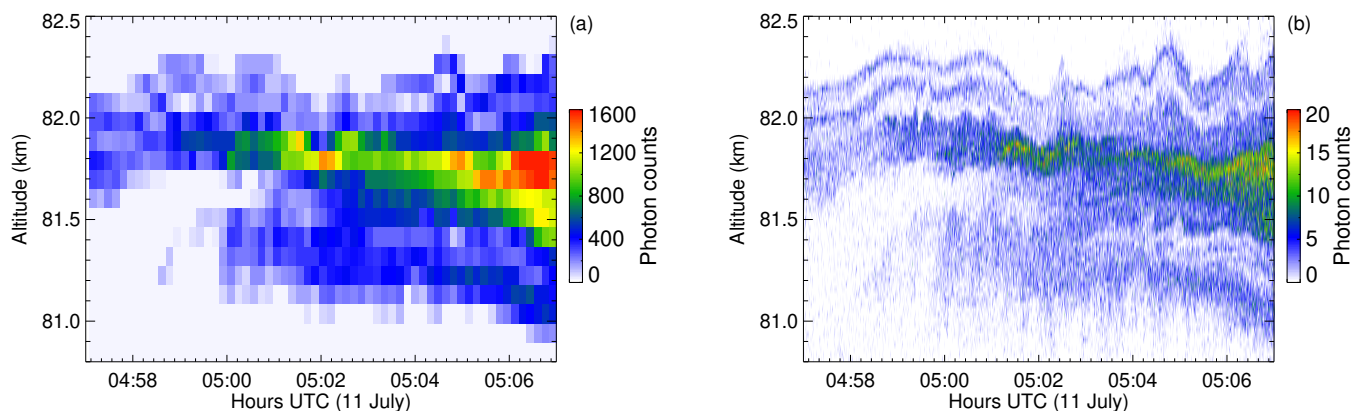 (a)
82.5
82.0
81.5
81.0
Altitude (km)
04:58 05:00 05:02 05:04 05:06
Hours UTC (11 July)
1600
1200
800
400
0
Photon counts
(b)
82.5
82.0
81.5
81.0
Altitude (km)
04:58 05:00 05:02 05:04 05:06
Hours UTC (11 July)
20
15
10
5
0
Photon counts